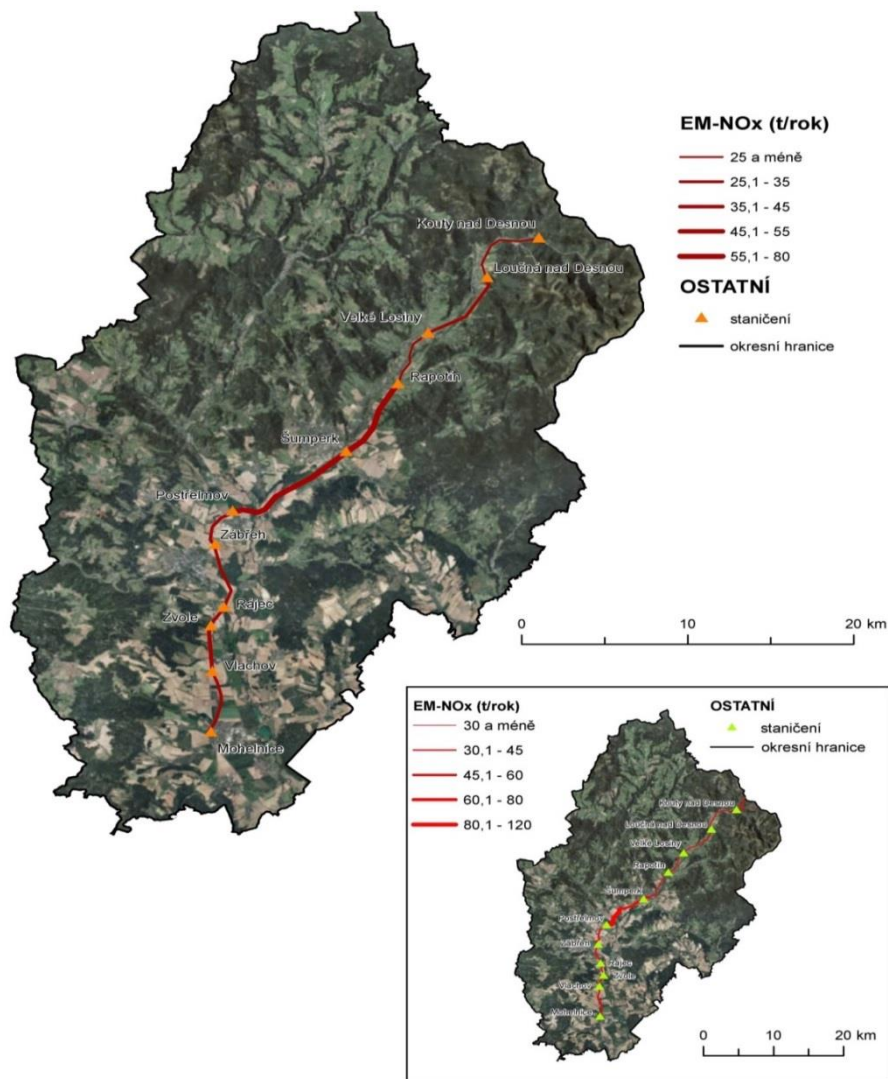 EM-NOx (t/rok)
25 a méně
25,1 - 35
35,1 - 45
45,1 - 55
55,1 - 80
OSTATNÍ
staničení
okresní hranice
Kouty nad Desnou
Loučná nad Desnou
Velké Losiny
Rapotín
Šumperk
Postřelmov
Zábřeh
Rájec
Zvole
Vlachov
Mohelnice
0 10 20 km
EM-NOx (t/rok)
30 a méně
30,1 - 45
45,1 - 60
60,1 - 80
80,1 - 120
OSTATNÍ
staničení
okresní hranice
Kouty nad Desnou
Loučná nad Desnou
Velké Losiny
Rapotín
Šumperk
Postřelmov
Zábřeh
Rájec
Zvole
Vlachov
Mohelnice
0 10 20 km